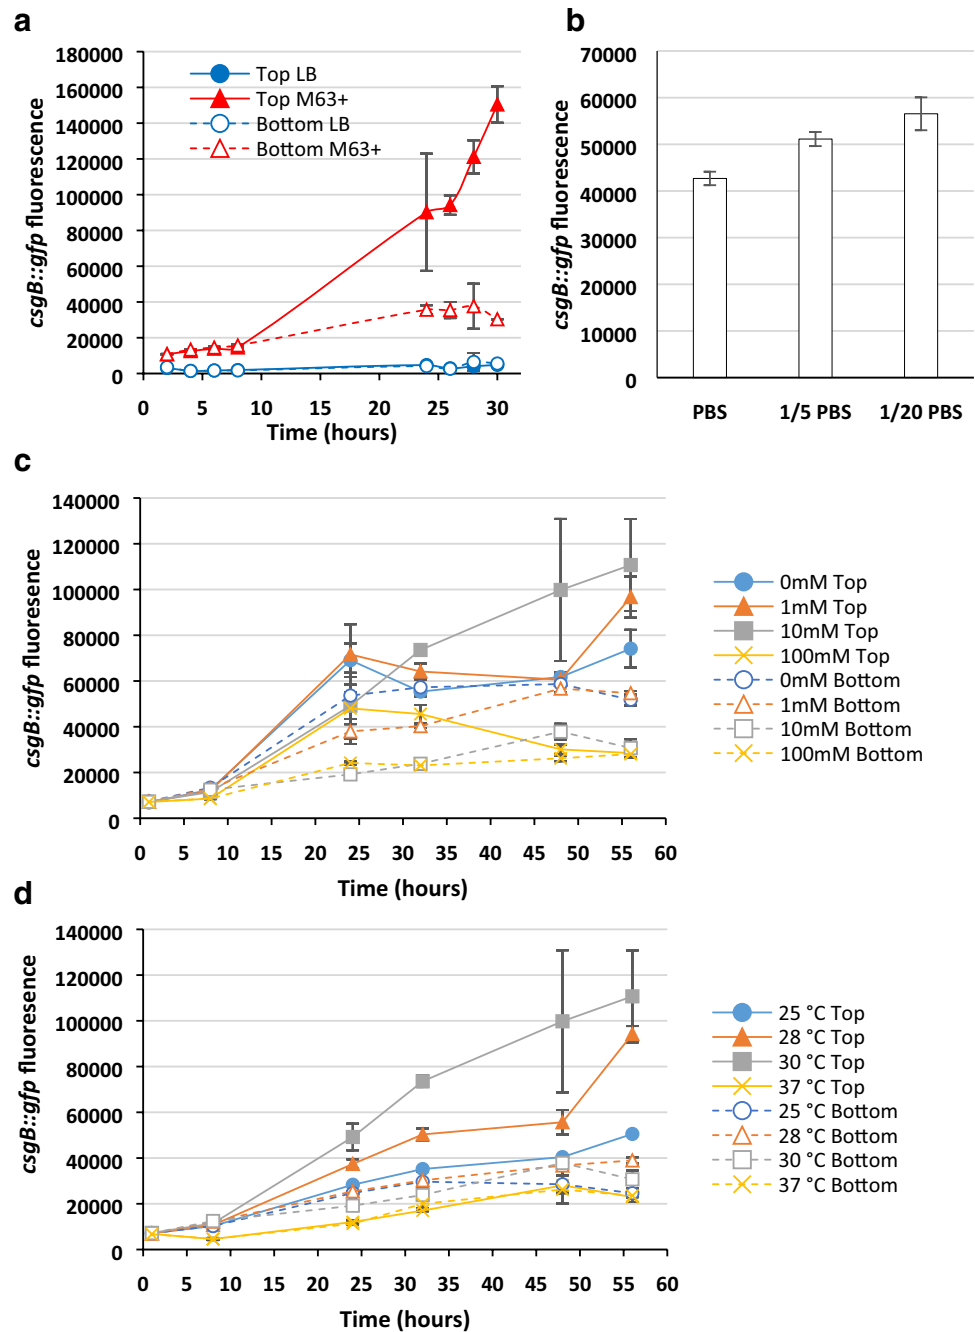 a
180000
160000
140000
120000
100000
80000
60000
40000
20000
0
csgB::gfp fluorescence
Top LB
Top M63+
Bottom LB
Bottom M63+
0 5 10 15 20 25 30
Time (hours)
b
70000
60000
50000
40000
30000
20000
10000
0
csgB::gfp fluorescence
PBS 1/5 PBS 1/20 PBS
c
140000
120000
100000
80000
60000
40000
20000
0
csgB::gfp fluoresence
0 5 10 15 20 25 30 35 40 45 50 55 60
Time (hours)
0mM Top
1mM Top
10mM Top
100mM Top
0mM Bottom
1mM Bottom
10mM Bottom
100mM Bottom
d
140000
120000
100000
80000
60000
40000
20000
0
csgB::gfp fluoresence
0 5 10 15 20 25 30 35 40 45 50 55 60
Time (hours)
25 °C Top
28 °C Top
30 °C Top
37 °C Top
25 °C Bottom
28 °C Bottom
30 °C Bottom
37 °C Bottom